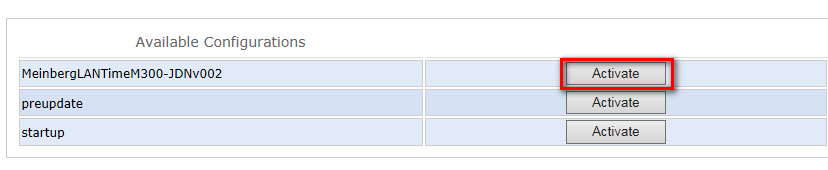 Available Configurations
MeinbergLANTimeM300-JDNv002 Activate
preupdate Activate
startup Activate